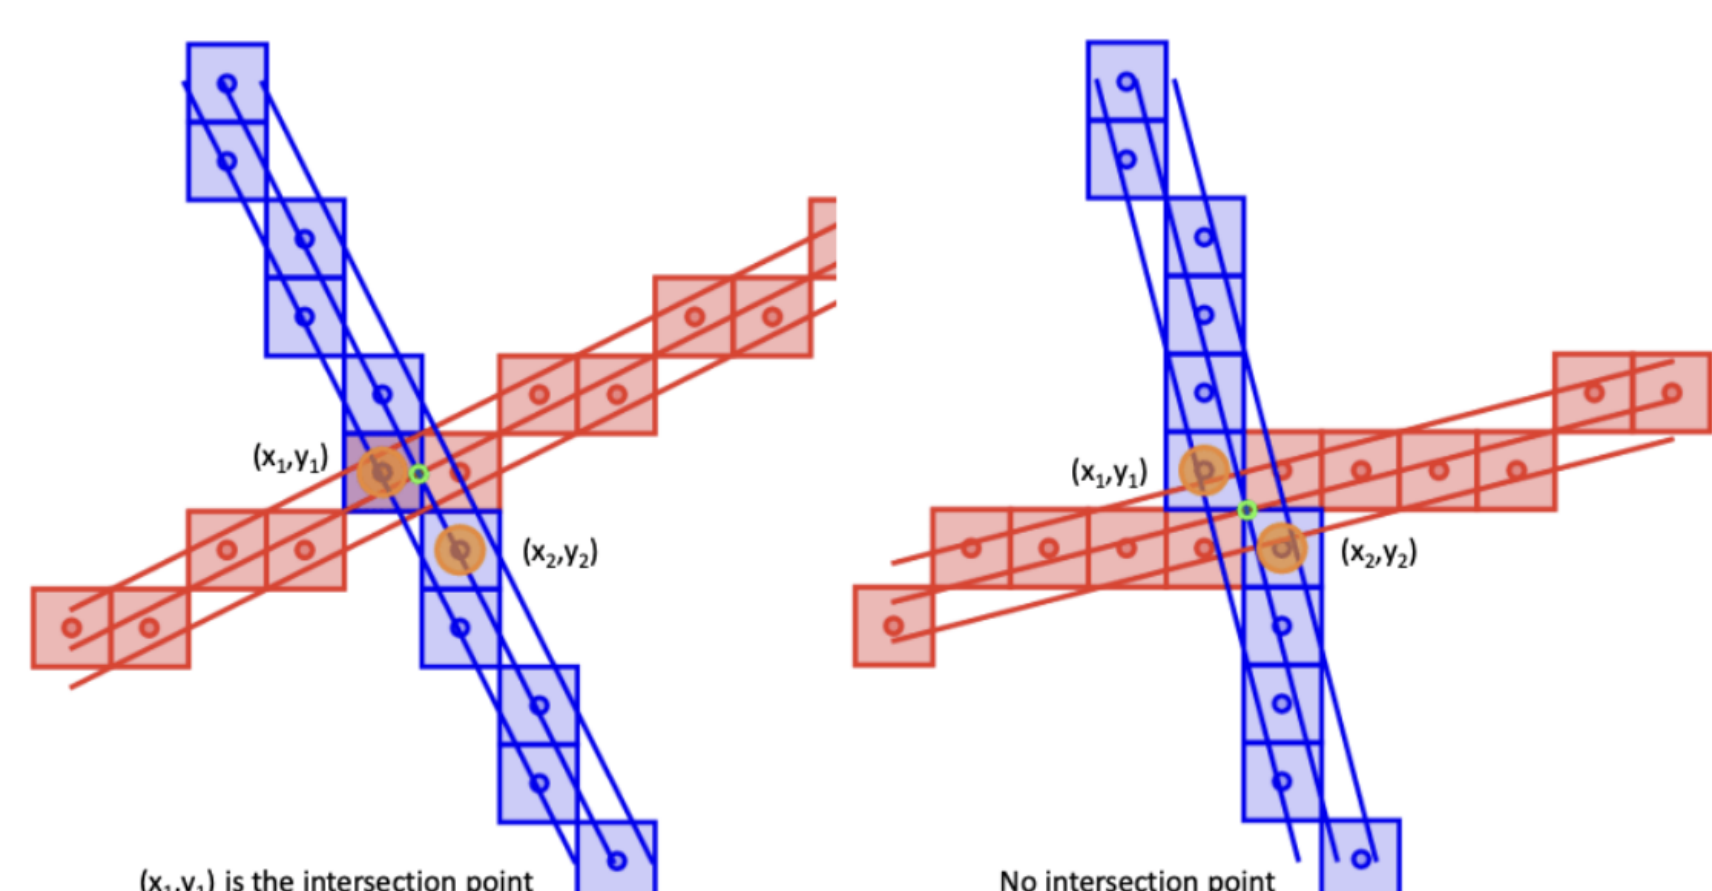 (x₁,y₁)
(x₂,y₂)
(x₁,y₁) is the intersection point
(x₁,y₁)
(x₂,y₂)
No intersection point